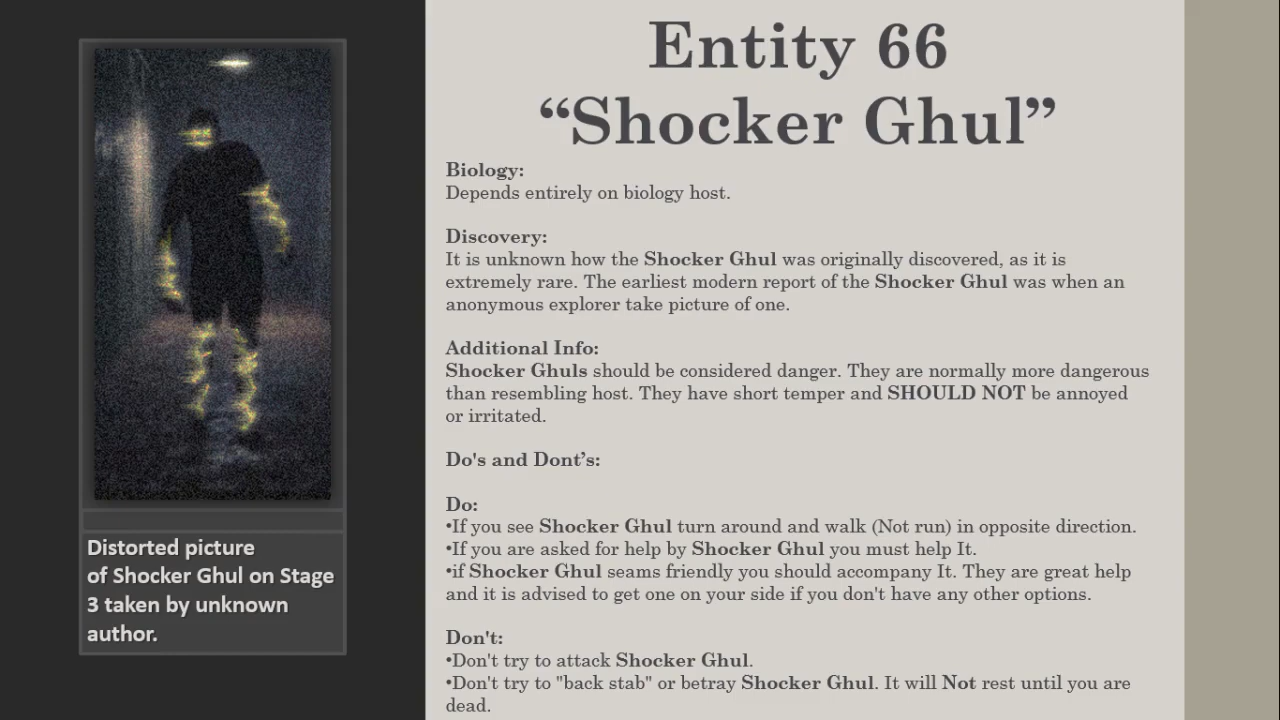 Entity 66
“Shocker Ghul”
Biology:
Depends entirely on biology host.
Discovery:
It is unknown how the Shocker Ghul was originally discovered, as it is
extremely rare. The earliest modern report of the Shocker Ghul was when an
anonymous explorer take picture of one.
Additional Info:
Shocker Ghuls should be considered danger. They are normally more dangerous
than resembling host. They have short temper and SHOULD NOT be annoyed
or irritated.
Do's and Dont’s:
Do:
•If you see Shocker Ghul turn around and walk (Not run) in opposite direction.
•If you are asked for help by Shocker Ghul you must help It.
•if Shocker Ghul seams friendly you should accompany It. They are great help
and it is advised to get one on your side if you don't have any other options.
Don't:
•Don't try to attack Shocker Ghul.
•Don't try to "back stab" or betray Shocker Ghul. It will Not rest until you are
dead.
Distorted picture
of Shocker Ghul on Stage
3 taken by unknown
author.